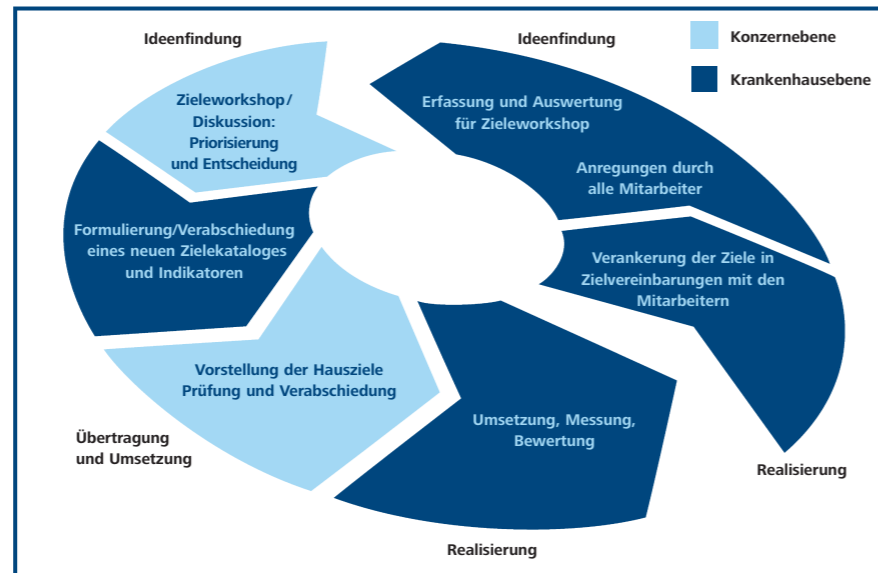 Ideenfindung
Ideenfindung
Konzernebene
Krankenhausebene
Zieleworkshop/
Diskussion:
Priorisierung
und Entscheidung
Erfassung und Auswertung
für Zieleworkshop
Anregungen durch
alle Mitarbeiter
Formulierung/Verabschiedung
eines neuen Zielekataloges
und Indikatoren
Verankerung der Ziele in
Zielvereinbarungen mit den
Mitarbeitern
Vorstellung der Hausziele
Prüfung und Verabschiedung
Umsetzung, Messung,
Bewertung
Übertragung
und Umsetzung
Realisierung
Realisierung